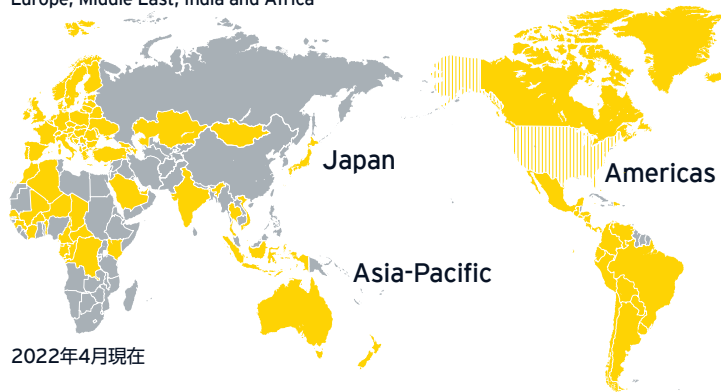 Europe, Middle East, India and Africa
Japan
Americas
Asia-Pacific
2022年4月現在